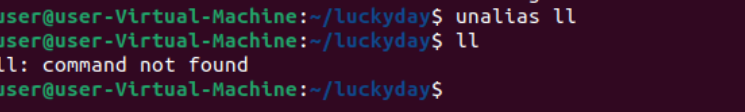 user@user-Virtual-Machine:~/luckyday$ unalias ll
user@user-Virtual-Machine:~/luckyday$ ll
ll: command not found
user@user-Virtual-Machine:~/luckyday$